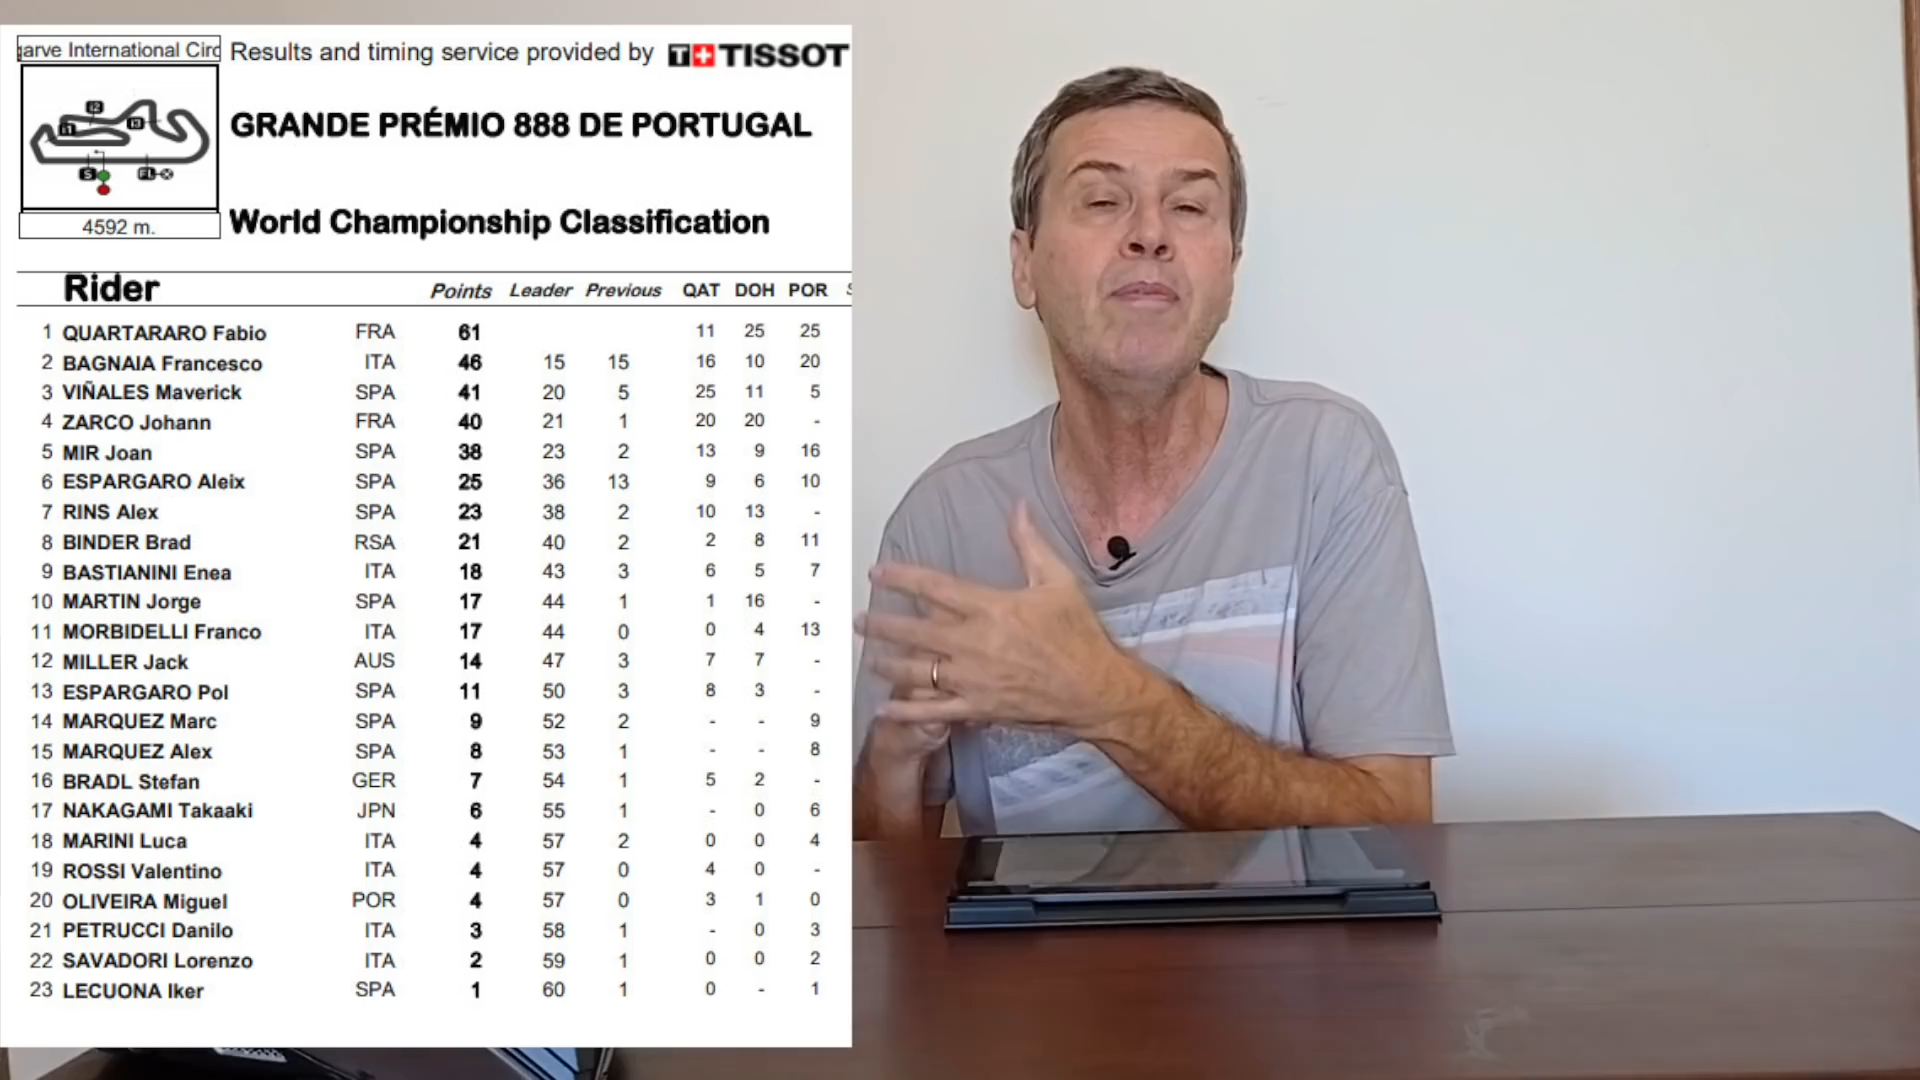 arve International Circ
Results and timing service provided by TISSOT
GRANDE PRÉMIO 888 DE PORTUGAL
4592 m.
World Championship Classification
Rider Points Leader Previous QAT DOH POR
1 QUARTARARO Fabio FRA 61 11 25 25
2 BAGNAIA Francesco ITA 46 15 15 16 10 20
3 VIÑALES Maverick SPA 41 20 5 25 11 5
4 ZARCO Johann FRA 40 21 1 20 20 -
5 MIR Joan SPA 38 23 2 13 9 16
6 ESPARGARO Aleix SPA 25 36 13 9 6 10
7 RINS Alex SPA 23 38 2 10 13 -
8 BINDER Brad RSA 21 40 2 2 8 11
9 BASTIANINI Enea ITA 18 43 3 6 5 7
10 MARTIN Jorge SPA 17 44 1 1 16 -
11 MORBIDELLI Franco ITA 17 44 0 0 4 13
12 MILLER Jack AUS 14 47 3 7 7 -
13 ESPARGARO Pol SPA 11 50 3 8 3 -
14 MARQUEZ Marc SPA 9 52 2 - - 9
15 MARQUEZ Alex SPA 8 53 1 - - 8
16 BRADL Stefan GER 7 54 1 5 2 -
17 NAKAGAMI Takaaki JPN 6 55 1 - 0 6
18 MARINI Luca ITA 4 57 2 0 0 4
19 ROSSI Valentino ITA 4 57 0 4 0 -
20 OLIVEIRA Miguel POR 4 57 0 3 1 0
21 PETRUCCI Danilo ITA 3 58 1 - 0 3
22 SAVADORI Lorenzo ITA 2 59 1 0 0 2
23 LECUONA Iker SPA 1 60 1 0 - 1